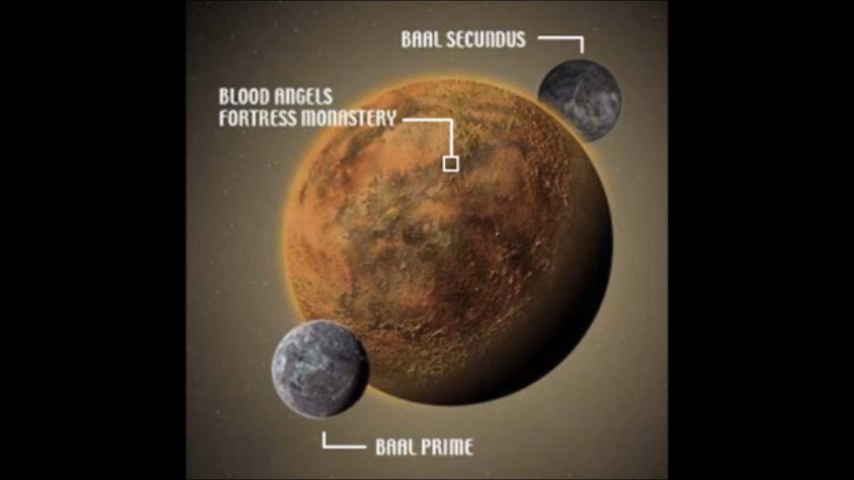 BAAL SECUNDUS
BLOOD ANGELS
FORTRESS MONASTERY
BAAL PRIME